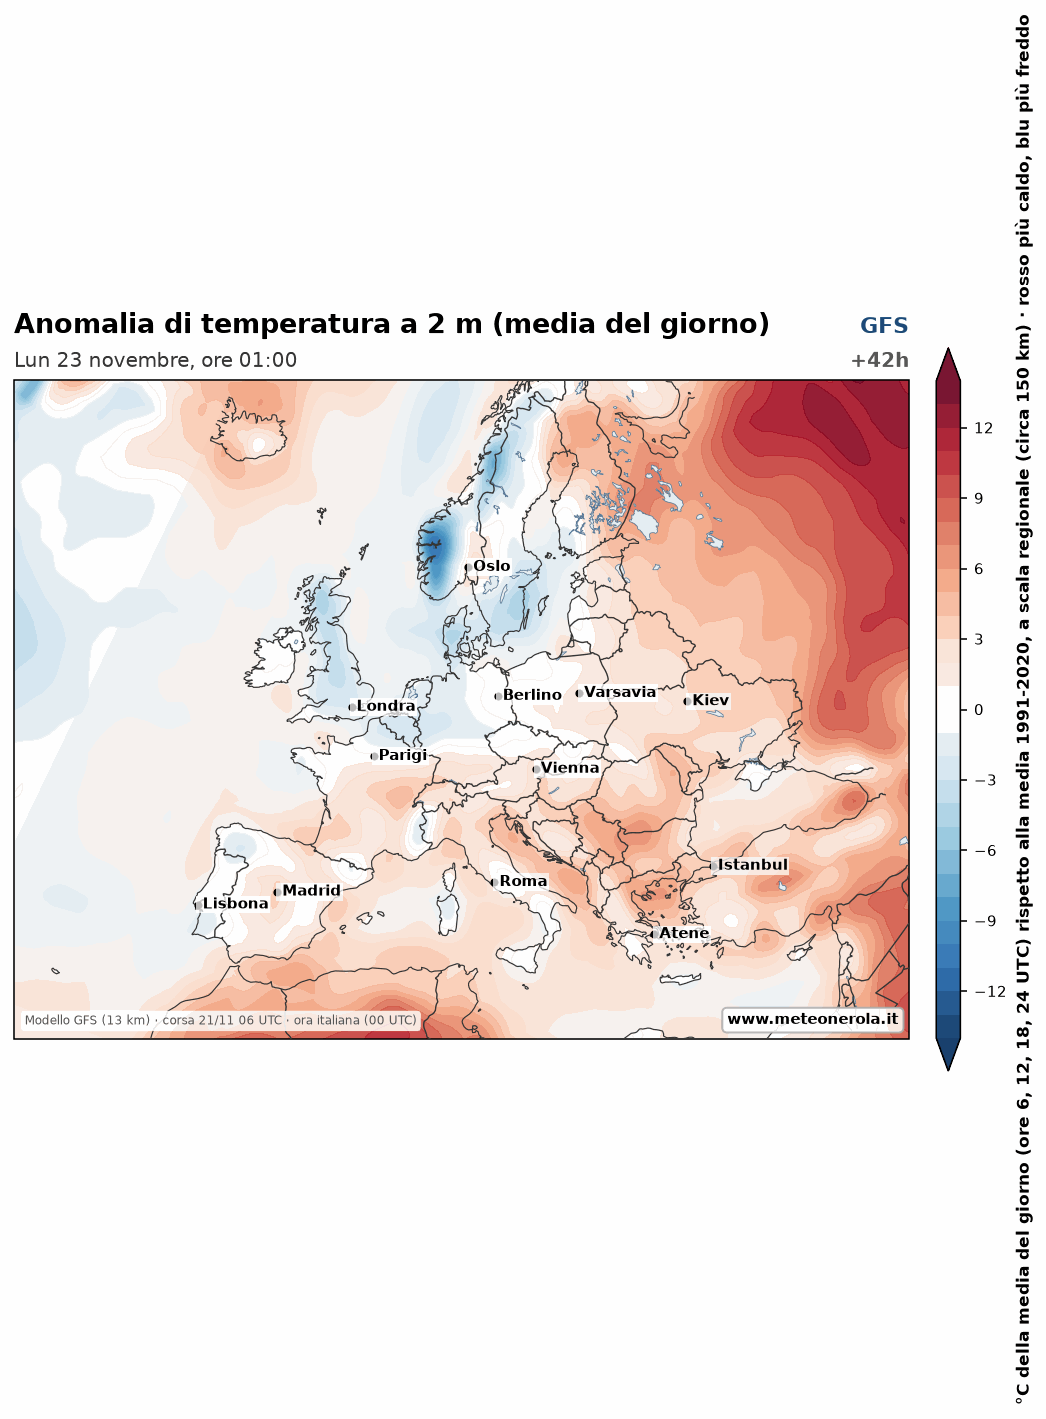 Anomalia di temperatura a 2 m (media del giorno)
GFS
Lun 23 novembre, ore 01:00
+42h
Oslo
Berlino
Varsavia
Kiev
Londra
Parigi
Vienna
Istanbul
Madrid
Roma
Lisbona
Atene
Modello GFS (13 km) · corsa 21/11 06 UTC · ora italiana (00 UTC)
www.meteonerola.it
12
9
6
3
0
−3
−6
−9
−12
°C della media del giorno (ore 6, 12, 18, 24 UTC) rispetto alla media 1991-2020, a scala regionale (circa 150 km) · rosso più caldo, blu più freddo